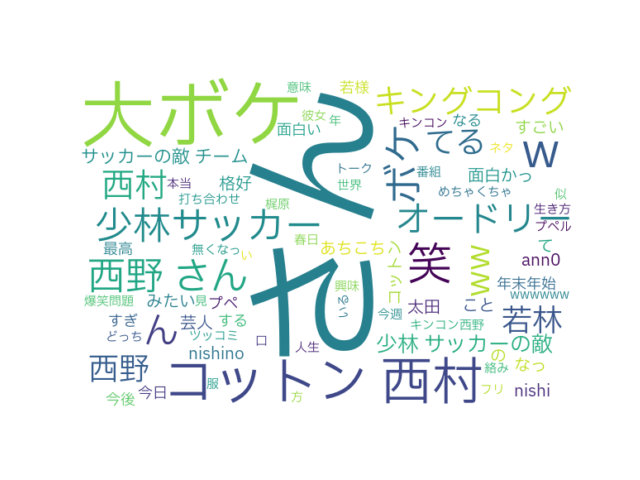 大ボケ
さん
意味
若様
キングコング
彼女
年
面白い
キンコン
なる
すごい
サッカーの敵 チーム
ボケ
てる
w
ネタ
西村
本当
格好
トーク
番組
面白かっ
打ち合わせ
世界
めちゃくちゃ
似
少林サッカー
梶原
オードリー
生き方
プペル
最高
無くなっ
春日
あちこち
コットン
笑
ww
て
ann0
西野 さん
い
興味
年末年始
爆笑問題
みたい
見
プペ
今週
太田
こと
wwwwww
すぎ
ん
芸人
する
キンコン西野
若林
どっち
ツッコミ
口
人生
少林 サッカーの敵
nishino
の
西野
コットン
西村
絡み
なっ
今後
今日
服
方
フリ
nishi